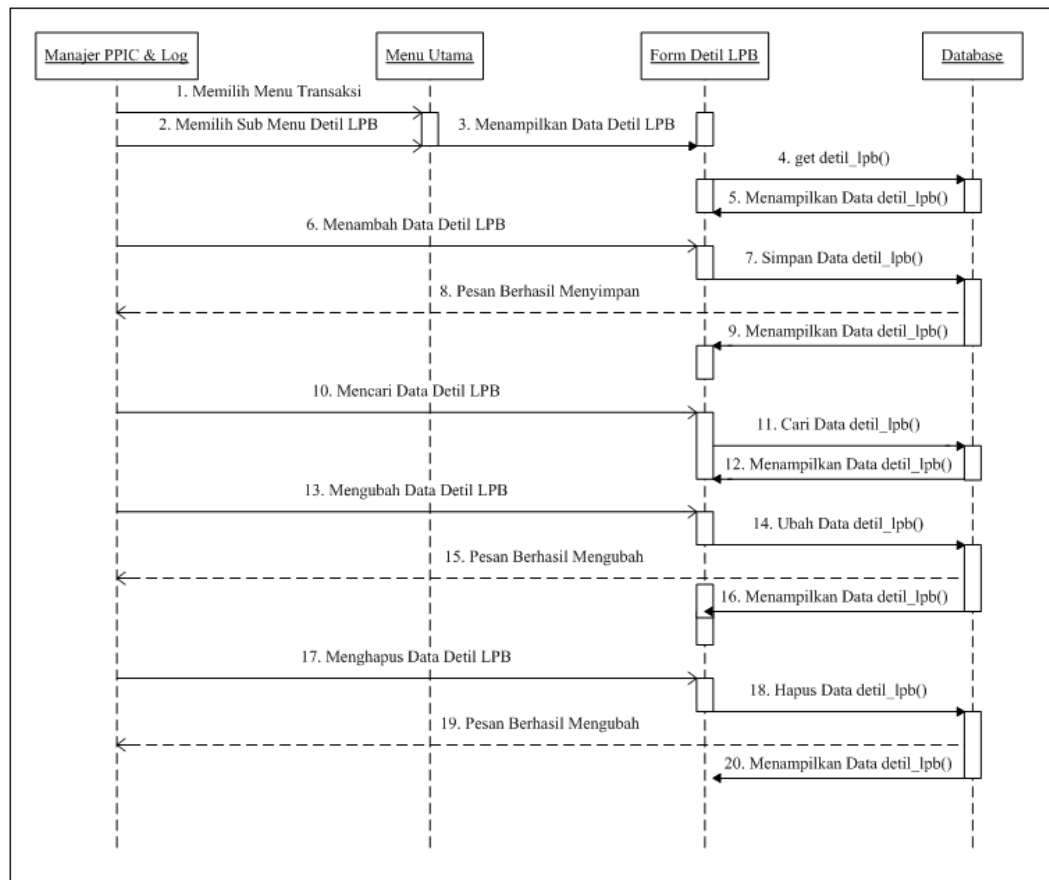 Manajer PPIC & Log
Menu Utama
Form Detil LPB
Database
1. Memilih Menu Transaksi
2. Memilih Sub Menu Detil LPB
3. Menampilkan Data Detil LPB
4. get detil_lpb()
5. Menampilkan Data detil_lpb()
6. Menambah Data Detil LPB
7. Simpan Data detil_lpb()
8. Pesan Berhasil Menyimpan
9. Menampilkan Data detil_lpb()
10. Mencari Data Detil LPB
11. Cari Data detil_lpb()
12. Menampilkan Data detil_lpb()
13. Mengubah Data Detil LPB
14. Ubah Data detil_lpb()
15. Pesan Berhasil Mengubah
16. Menampilkan Data detil_lpb()
17. Menghapus Data Detil LPB
18. Hapus Data detil_lpb()
19. Pesan Berhasil Mengubah
20. Menampilkan Data detil_lpb()